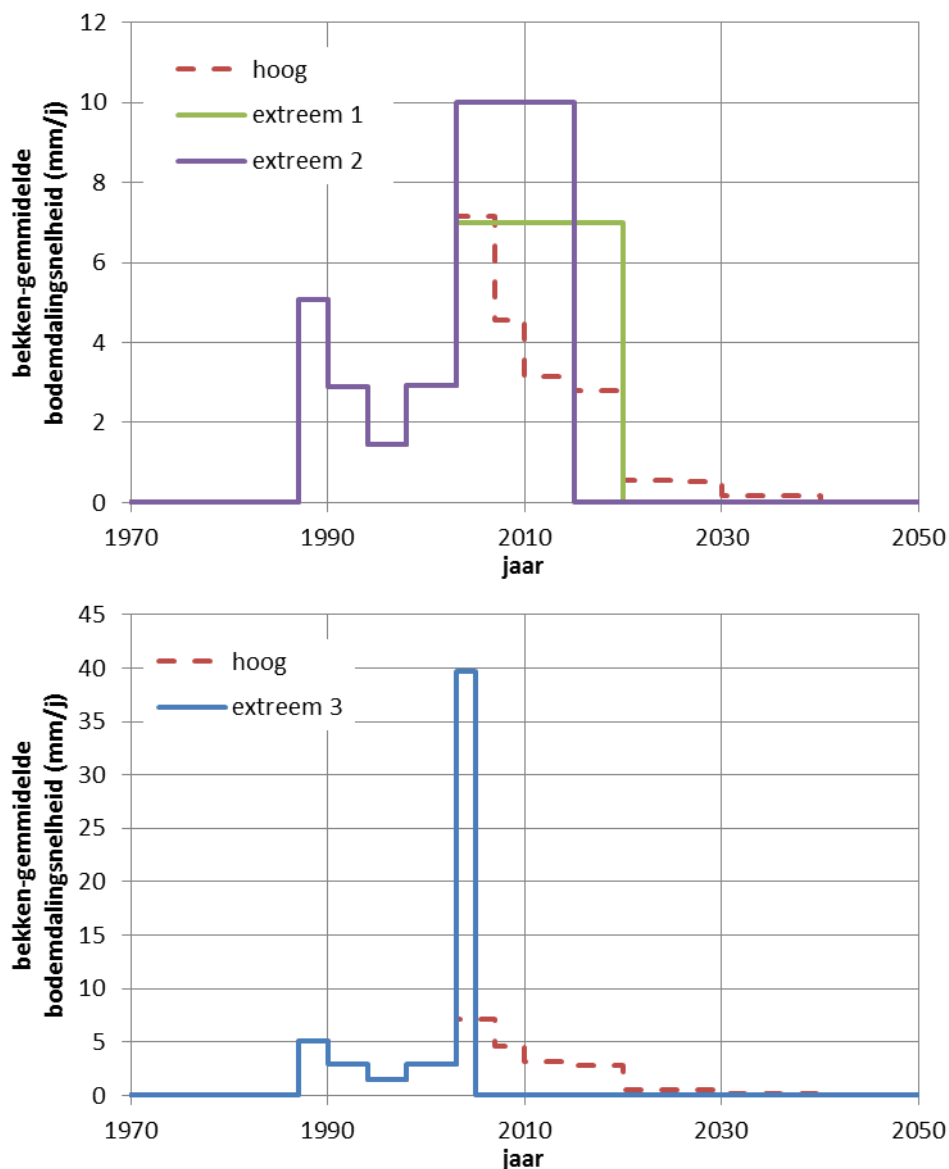 bekken-gemmidelde
bodemdalingsnelheid (mm/j)
12
10
8
6
4
2
0
hoog
extreem 1
extreem 2
1970
1990
2010
2030
2050
jaar
bekken-gemmidelde
bodemdalingsnelheid (mm/j)
45
40
35
30
25
20
15
10
5
0
hoog
extreem 3
1970
1990
2010
2030
2050
jaar